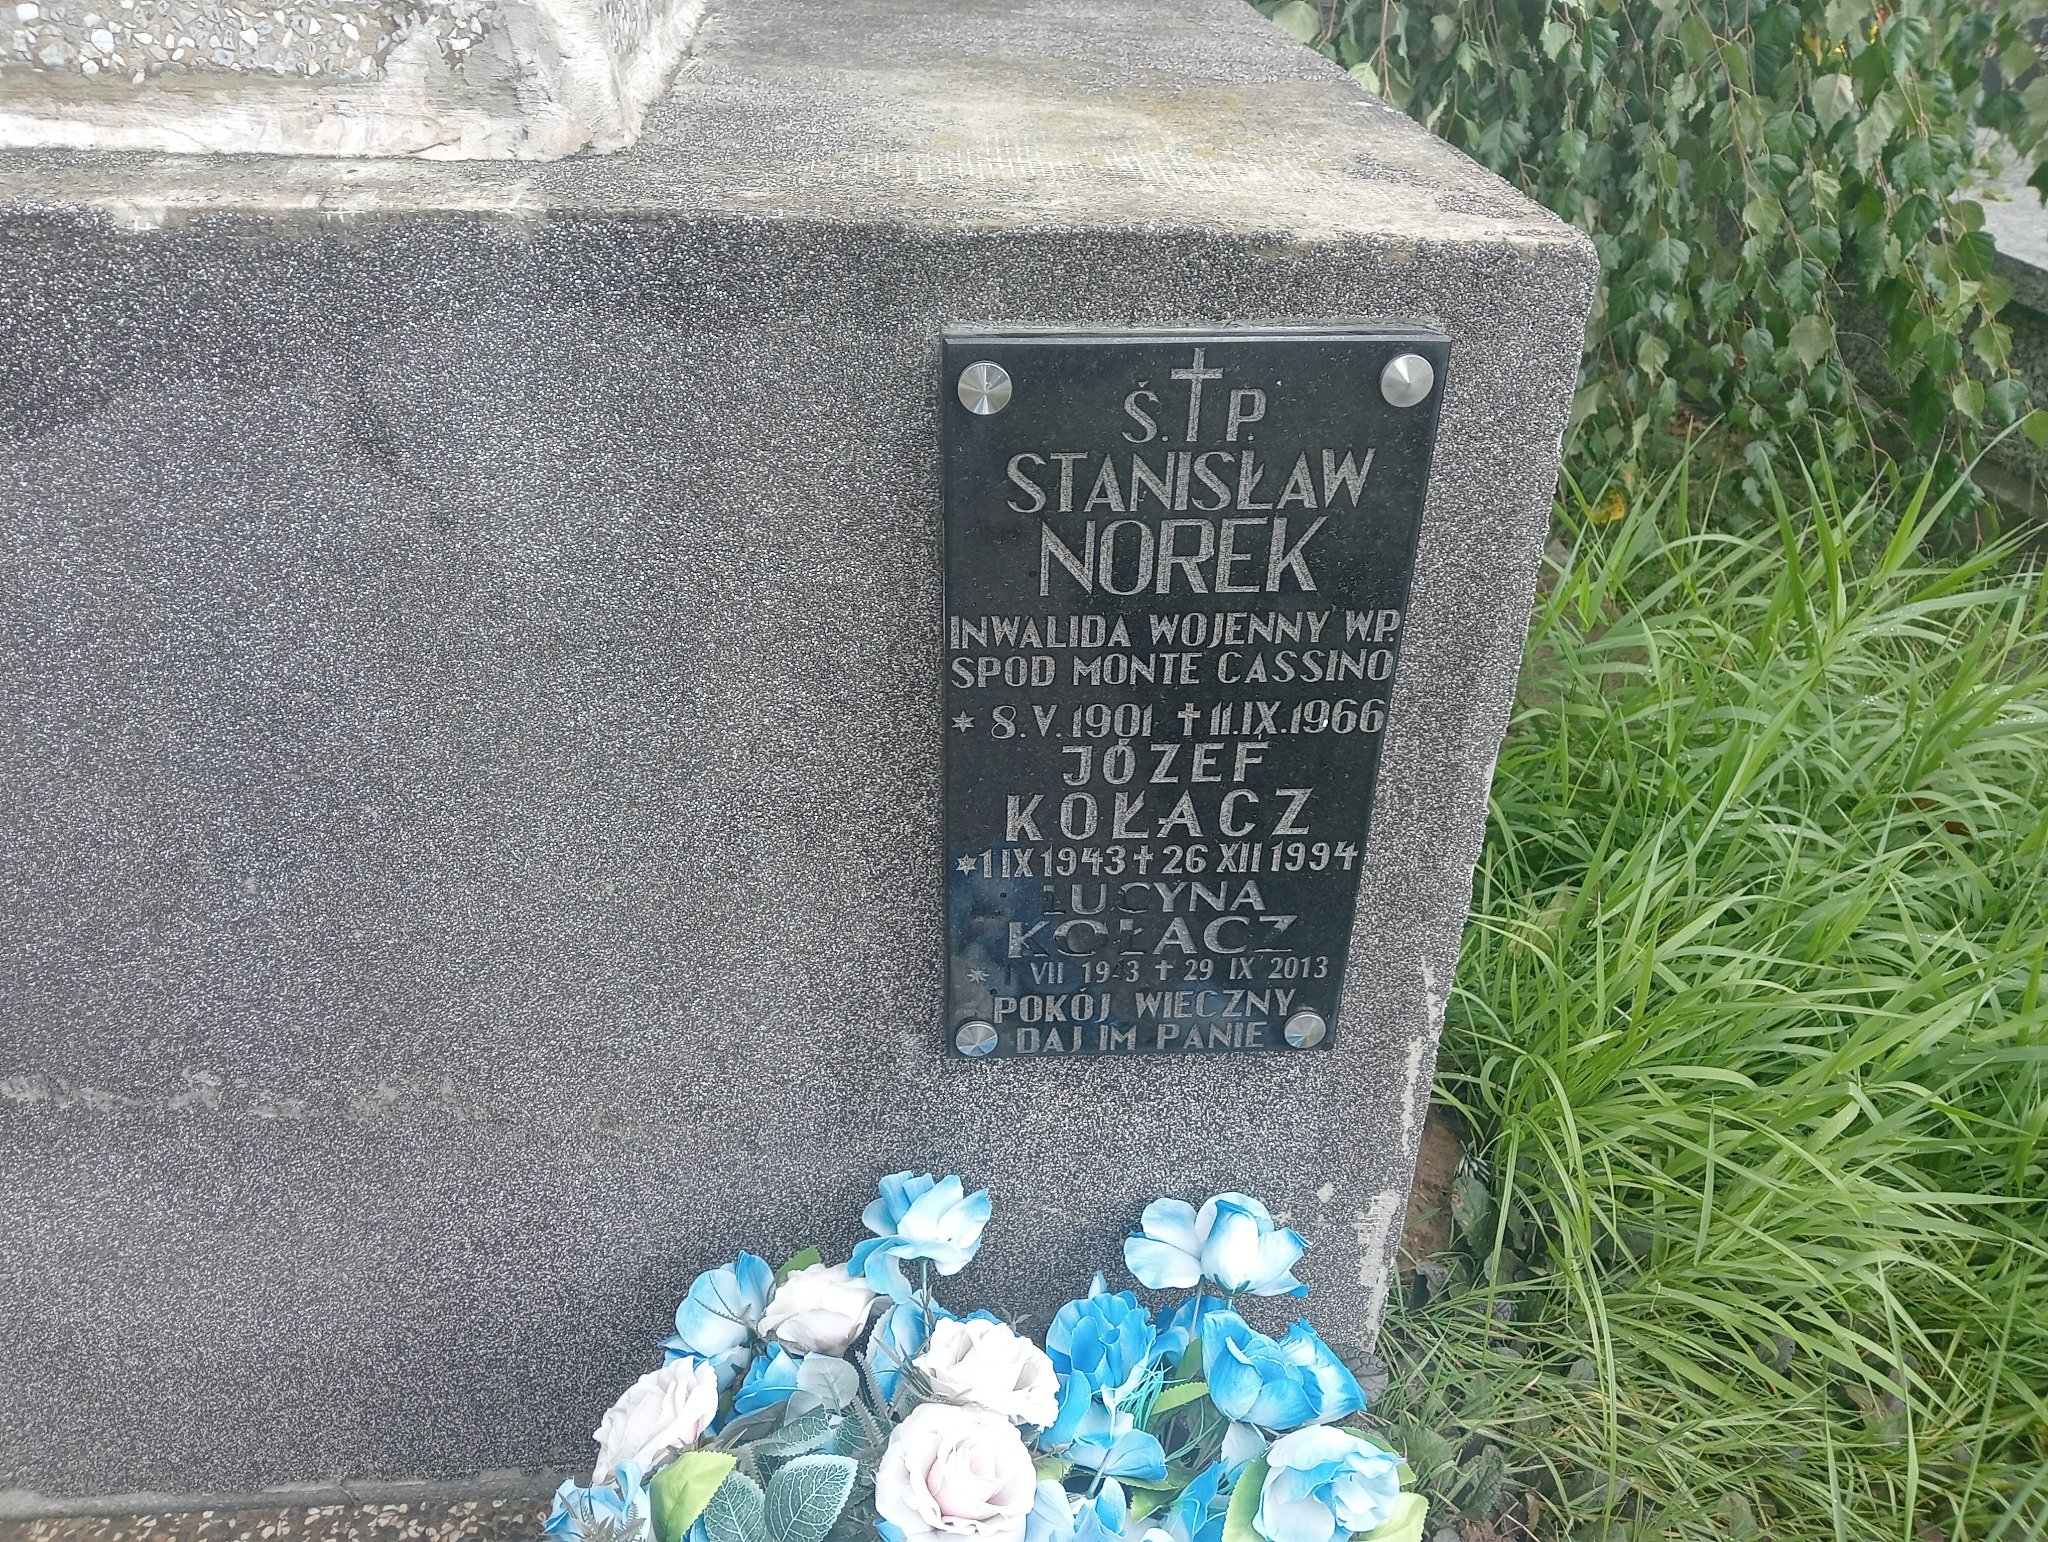 Ś. † P.
STANISŁAW
NOREK
INWALIDA WOJENNY W.P.
SPOD MONTE CASSINO
* 8.V.1901 † 11.IX.1966
JÓZEF
KOŁACZ
* 1 IX 1943 † 26 XII 1994
LUCYNA
KOŁACZ
* VII † 29 IX 2013
POKÓJ WIECZNY
DAJ IM PANIE